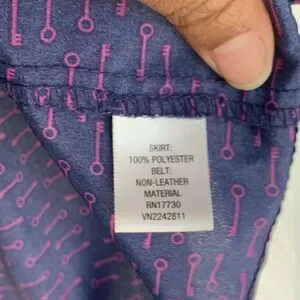 SKIRT:
100% POLYESTER
BELT:
NON-LEATHER
MATERIAL
RN17730
VN2242811